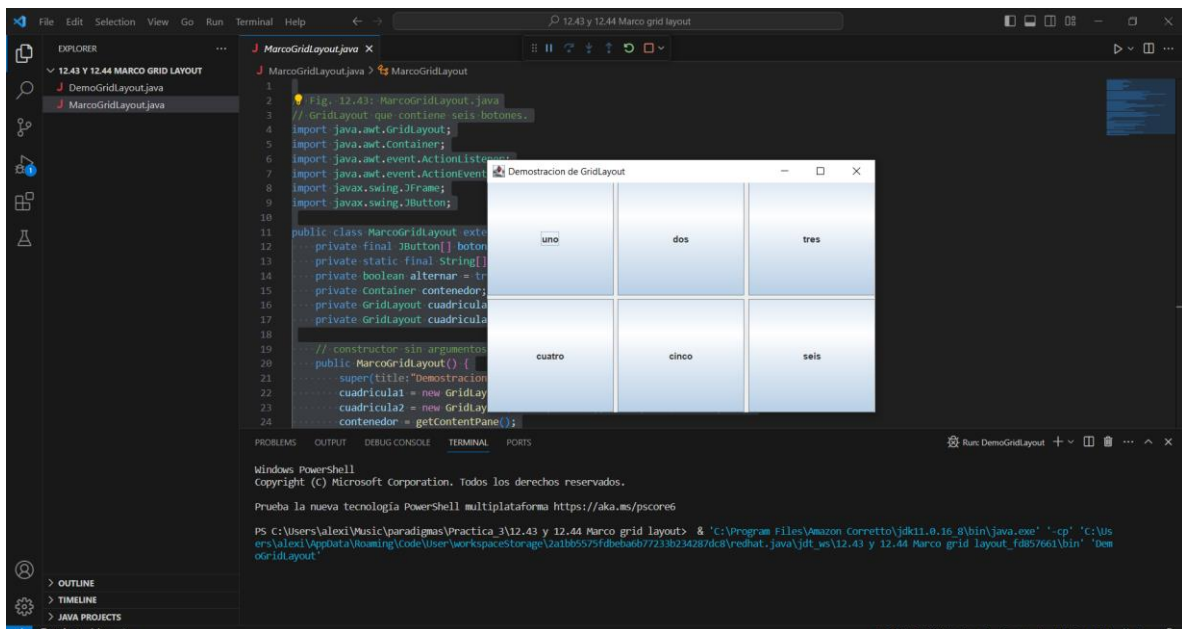 File Edit Selection View Go Run Terminal Help
12.43 y 12.44 Marco grid layout
EXPLORER
12.43 Y 12.44 MARCO GRID LAYOUT
J DemoGridLayout.java
J MarcoGridLayout.java
OUTLINE
TIMELINE
JAVA PROJECTS
J MarcoGridLayout.java
J MarcoGridLayout.java > MarcoGridLayout
1
2 Fig. 12.43: MarcoGridLayout.java
3 // GridLayout que contiene seis botones.
4 import java.awt.GridLayout;
5 import java.awt.Container;
6 import java.awt.event.ActionListener;
7 import java.awt.event.ActionEvent
8 import javax.swing.JFrame;
9 import javax.swing.JButton;
10
11 public class MarcoGridLayout exte
12 private final JButton[] boton
13 private static final String[]
14 private boolean alternar = tr
15 private Container contenedor;
16 private GridLayout cuadricula
17 private GridLayout cuadricula
18
19 // constructor sin argumentos
20 public MarcoGridLayout() {
21 super(title:"Demostracion
22 cuadricula1 = new GridLay
23 cuadricula2 = new GridLay
24 contenedor = getContentPane();
Demostracion de GridLayout
uno dos tres
cuatro cinco seis
PROBLEMS OUTPUT DEBUG CONSOLE TERMINAL PORTS
Run: DemoGridLayout
Windows PowerShell
Copyright (C) Microsoft Corporation. Todos los derechos reservados.
Prueba la nueva tecnología PowerShell multiplataforma https://aka.ms/pscore6
PS C:\Users\alexi\Music\paradigmas\Practica_3\12.43 y 12.44 Marco grid layout> & 'C:\Program Files\Amazon Corretto\jdk11.0.16_8\bin\java.exe' '-cp' 'C:\Us
ers\alexi\AppData\Roaming\Code\User\workspaceStorage\2a1bb5575fdbeba6b77233b234287dc8\redhat.java\jdt_ws\12.43 y 12.44 Marco grid layout_fd857661\bin' 'Dem
oGridLayout'